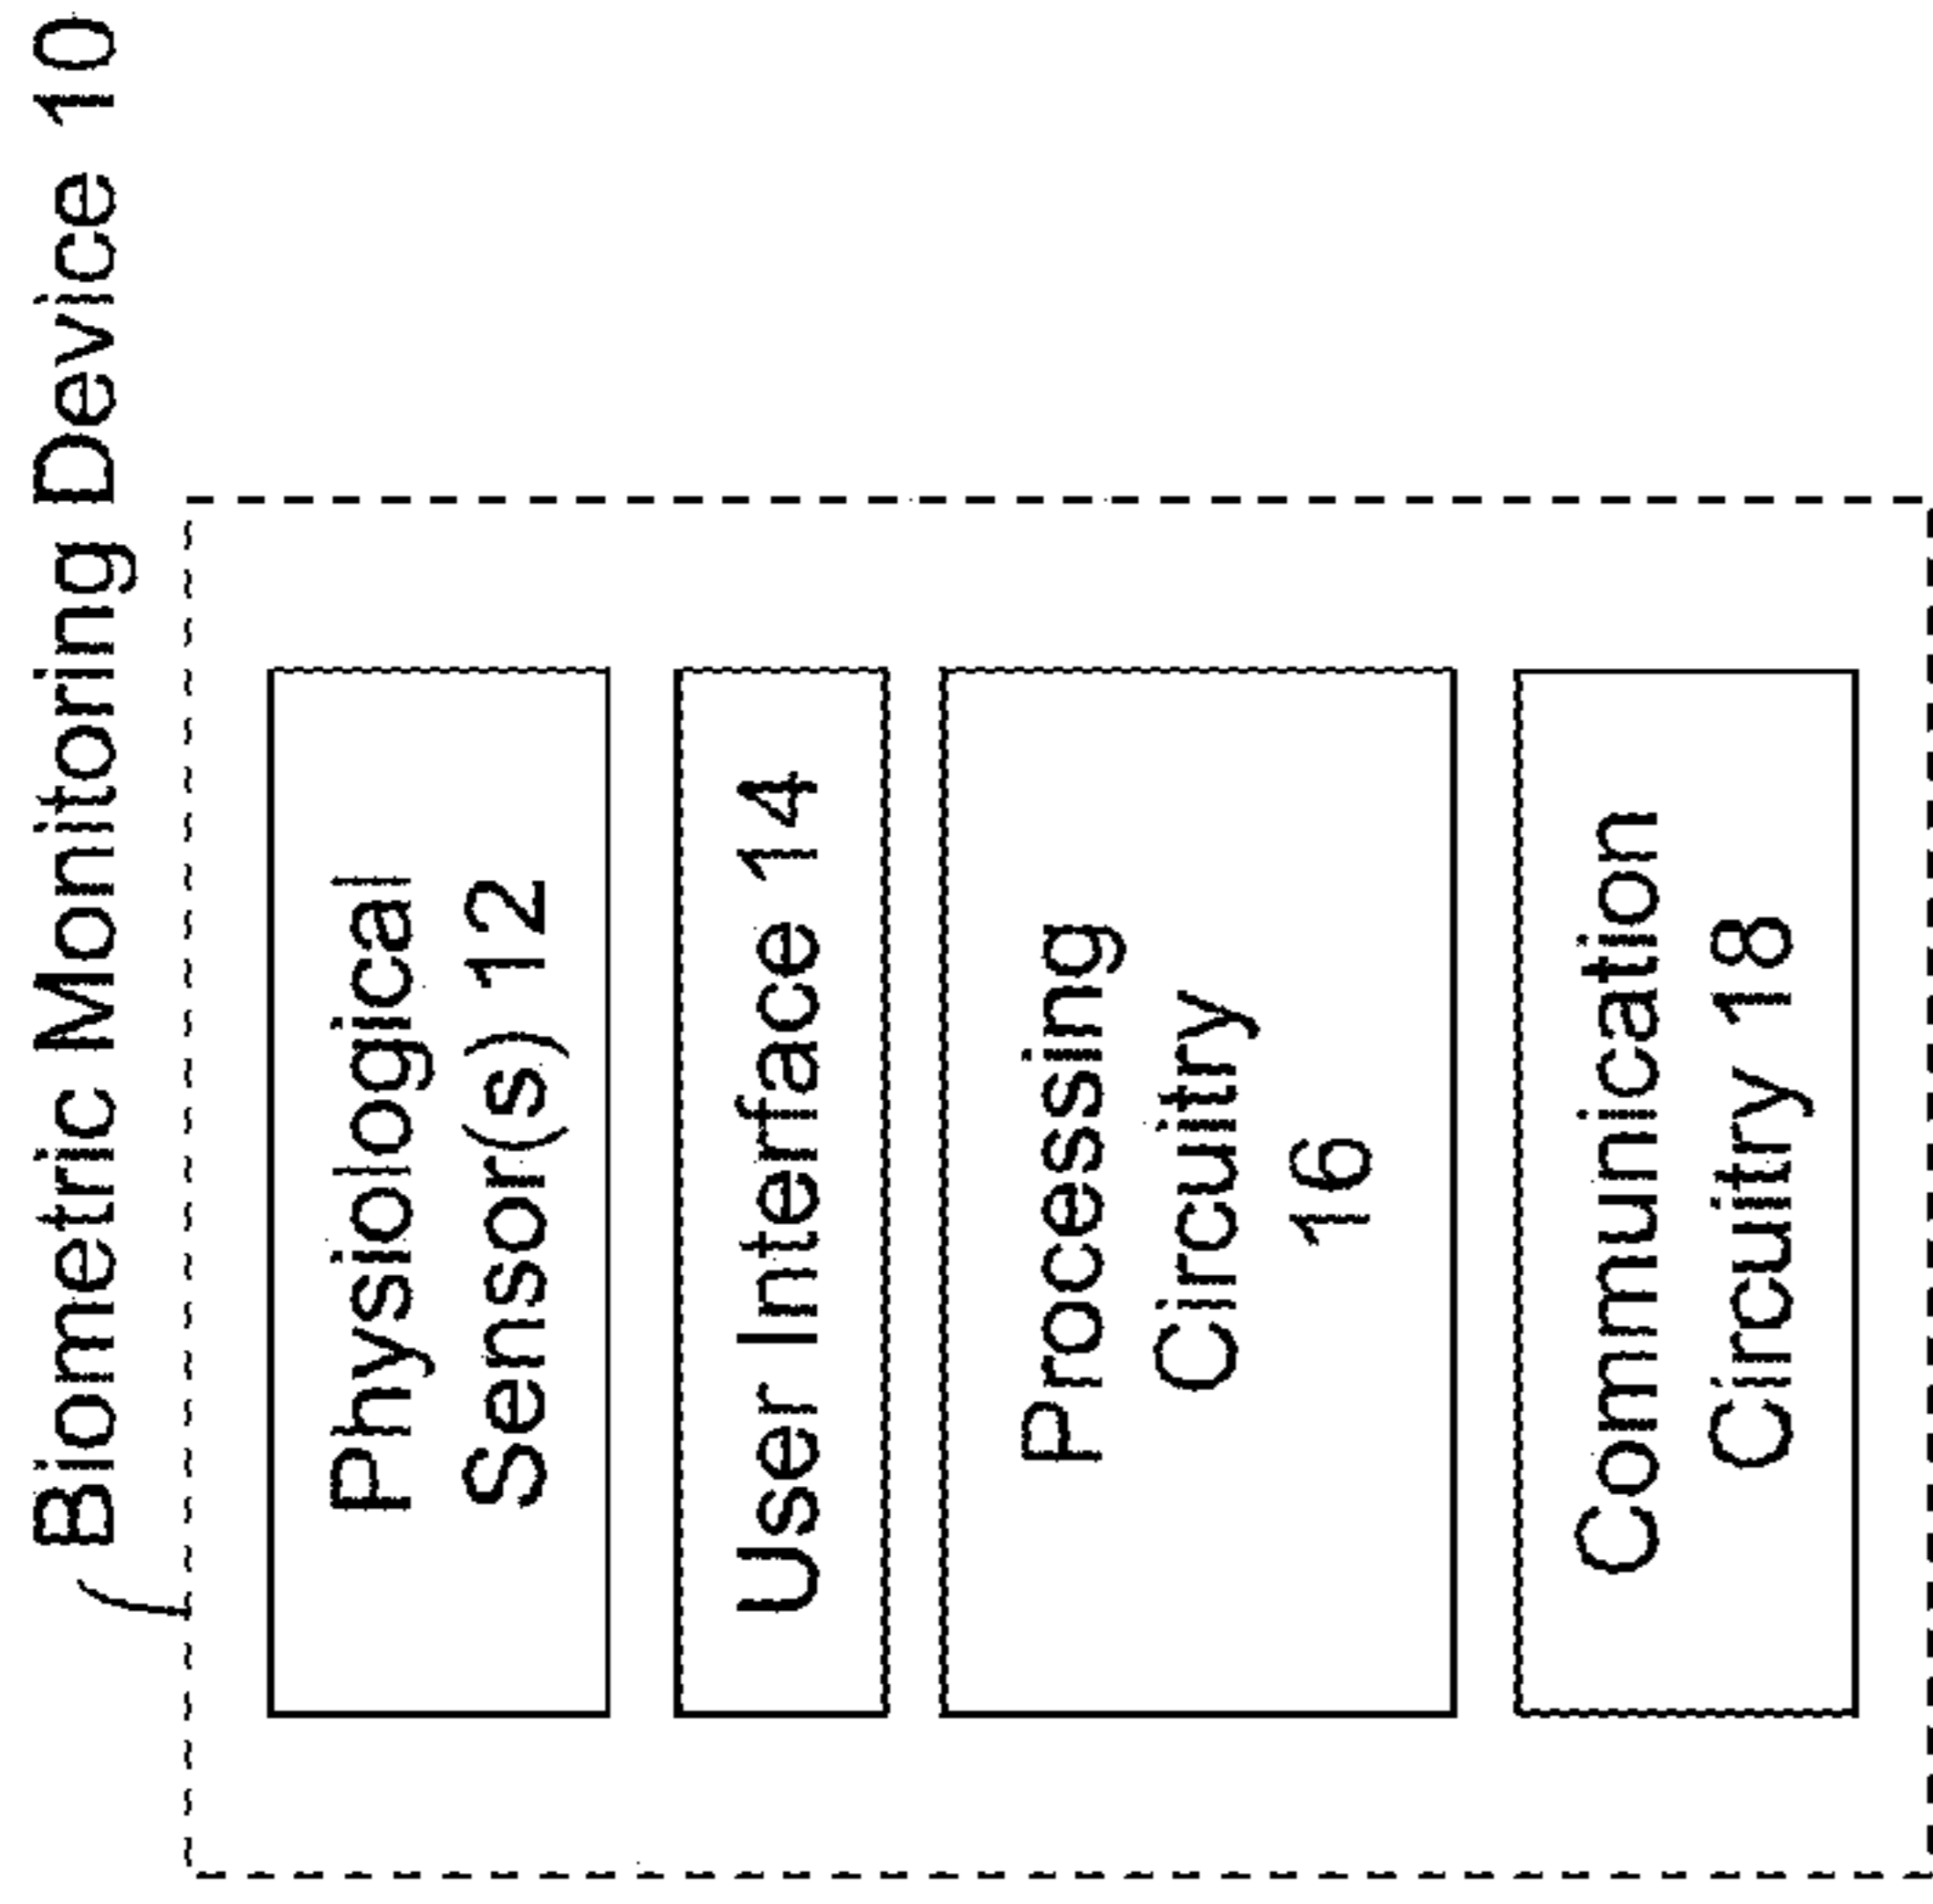 Biometric Monitoring Device 10
Physiological
Sensor(s) 12
User Interface 14
Processing
Circuitry
16
Communication
Circuitry 18